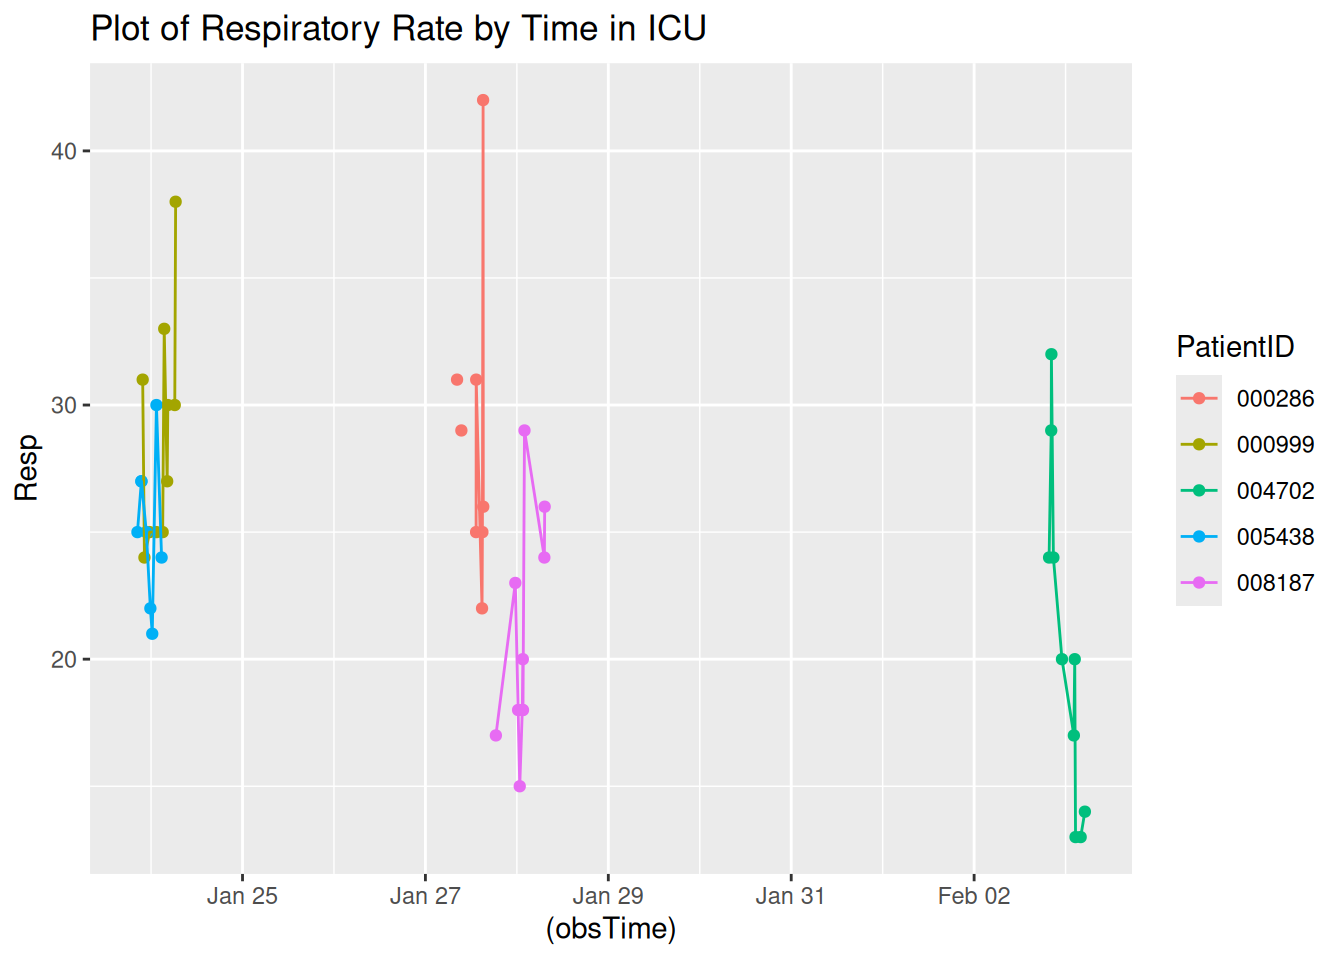 Plot of Respiratory Rate by Time in ICU
40
30
20
Resp
Jan 25
Jan 27
Jan 29
Jan 31
Feb 02
(obsTime)
PatientID
000286
000999
004702
005438
008187